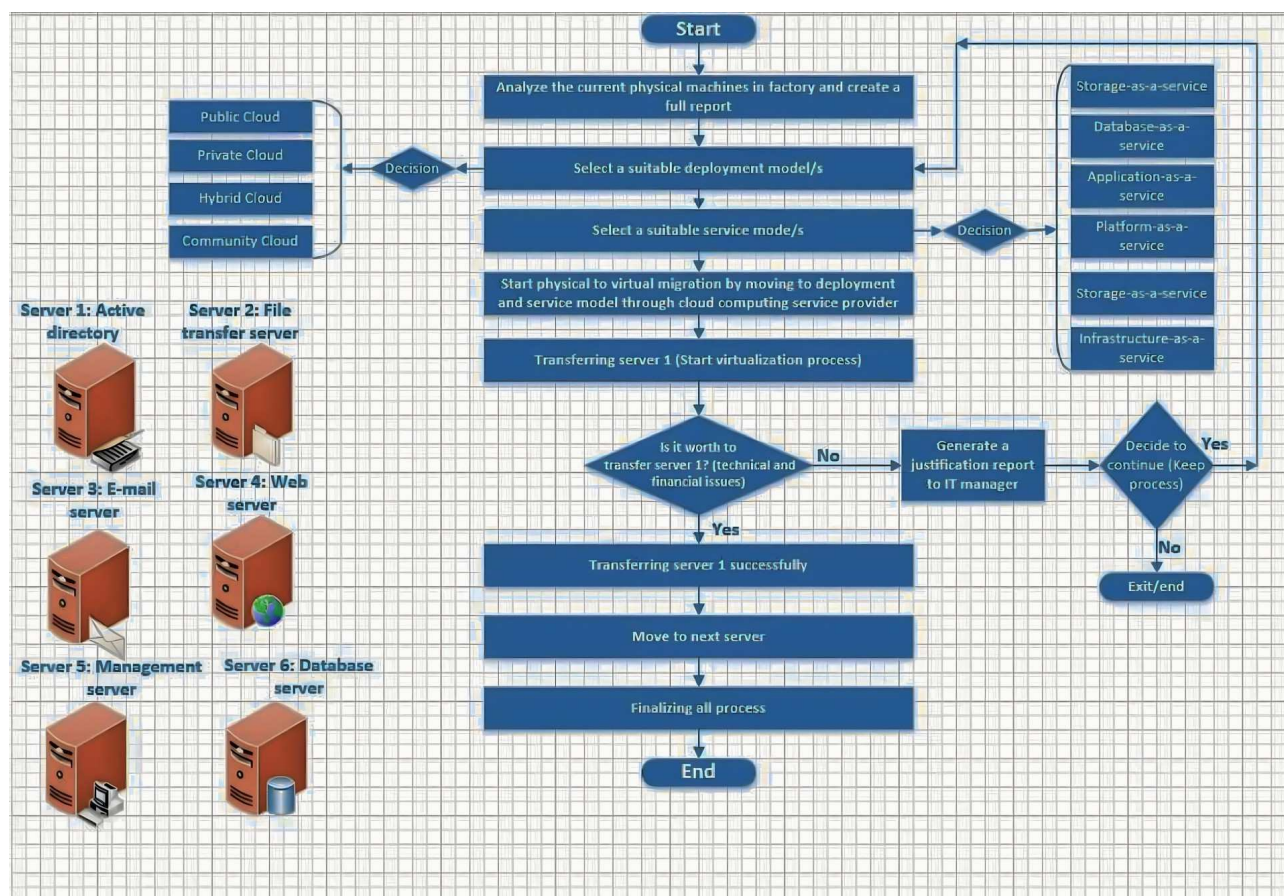 Start
Analyze the current physical machines in factory and create a
full report
Select a suitable deployment model/s
Decision
Public Cloud
Private Cloud
Hybrid Cloud
Community Cloud
Select a suitable service mode/s
Decision
Storage-as-a-service
Database-as-a-
service
Application-as-a-
service
Platform-as-a-
service
Storage-as-a-service
Infrastructure-as-a-
service
Start physical to virtual migration by moving to deployment
and service model through cloud computing service provider
Transferring server 1 (Start virtualization process)
Is it worth to
transfer server 1? (technical and
financial issues)
No
Generate a
justification report
to IT manager
Decide to
continue (Keep
process)
Yes
No
Exit/end
Yes
Transferring server 1 successfully
Move to next server
Finalizing all process
End
Server 1: Active
directory
Server 2: File
transfer server
Server 3: E-mail
server
Server 4: Web
server
Server 5: Management
server
Server 6: Database
server